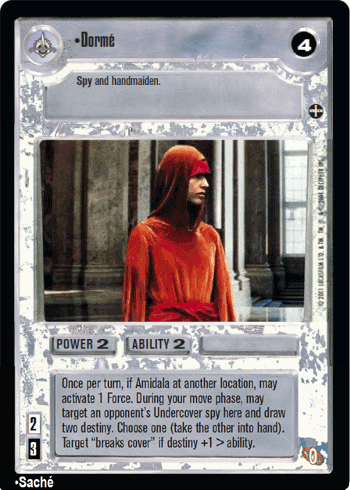 •Dormé
4
Spy and handmaiden.
POWER 2 ABILITY 2
Once per turn, if Amidala at another location, may
activate 1 Force. During your move phase, may
target an opponent's Undercover spy here and draw
two destiny. Choose one (take the other into hand).
Target "breaks cover" if destiny +1 > ability.
2
3
0
•Saché